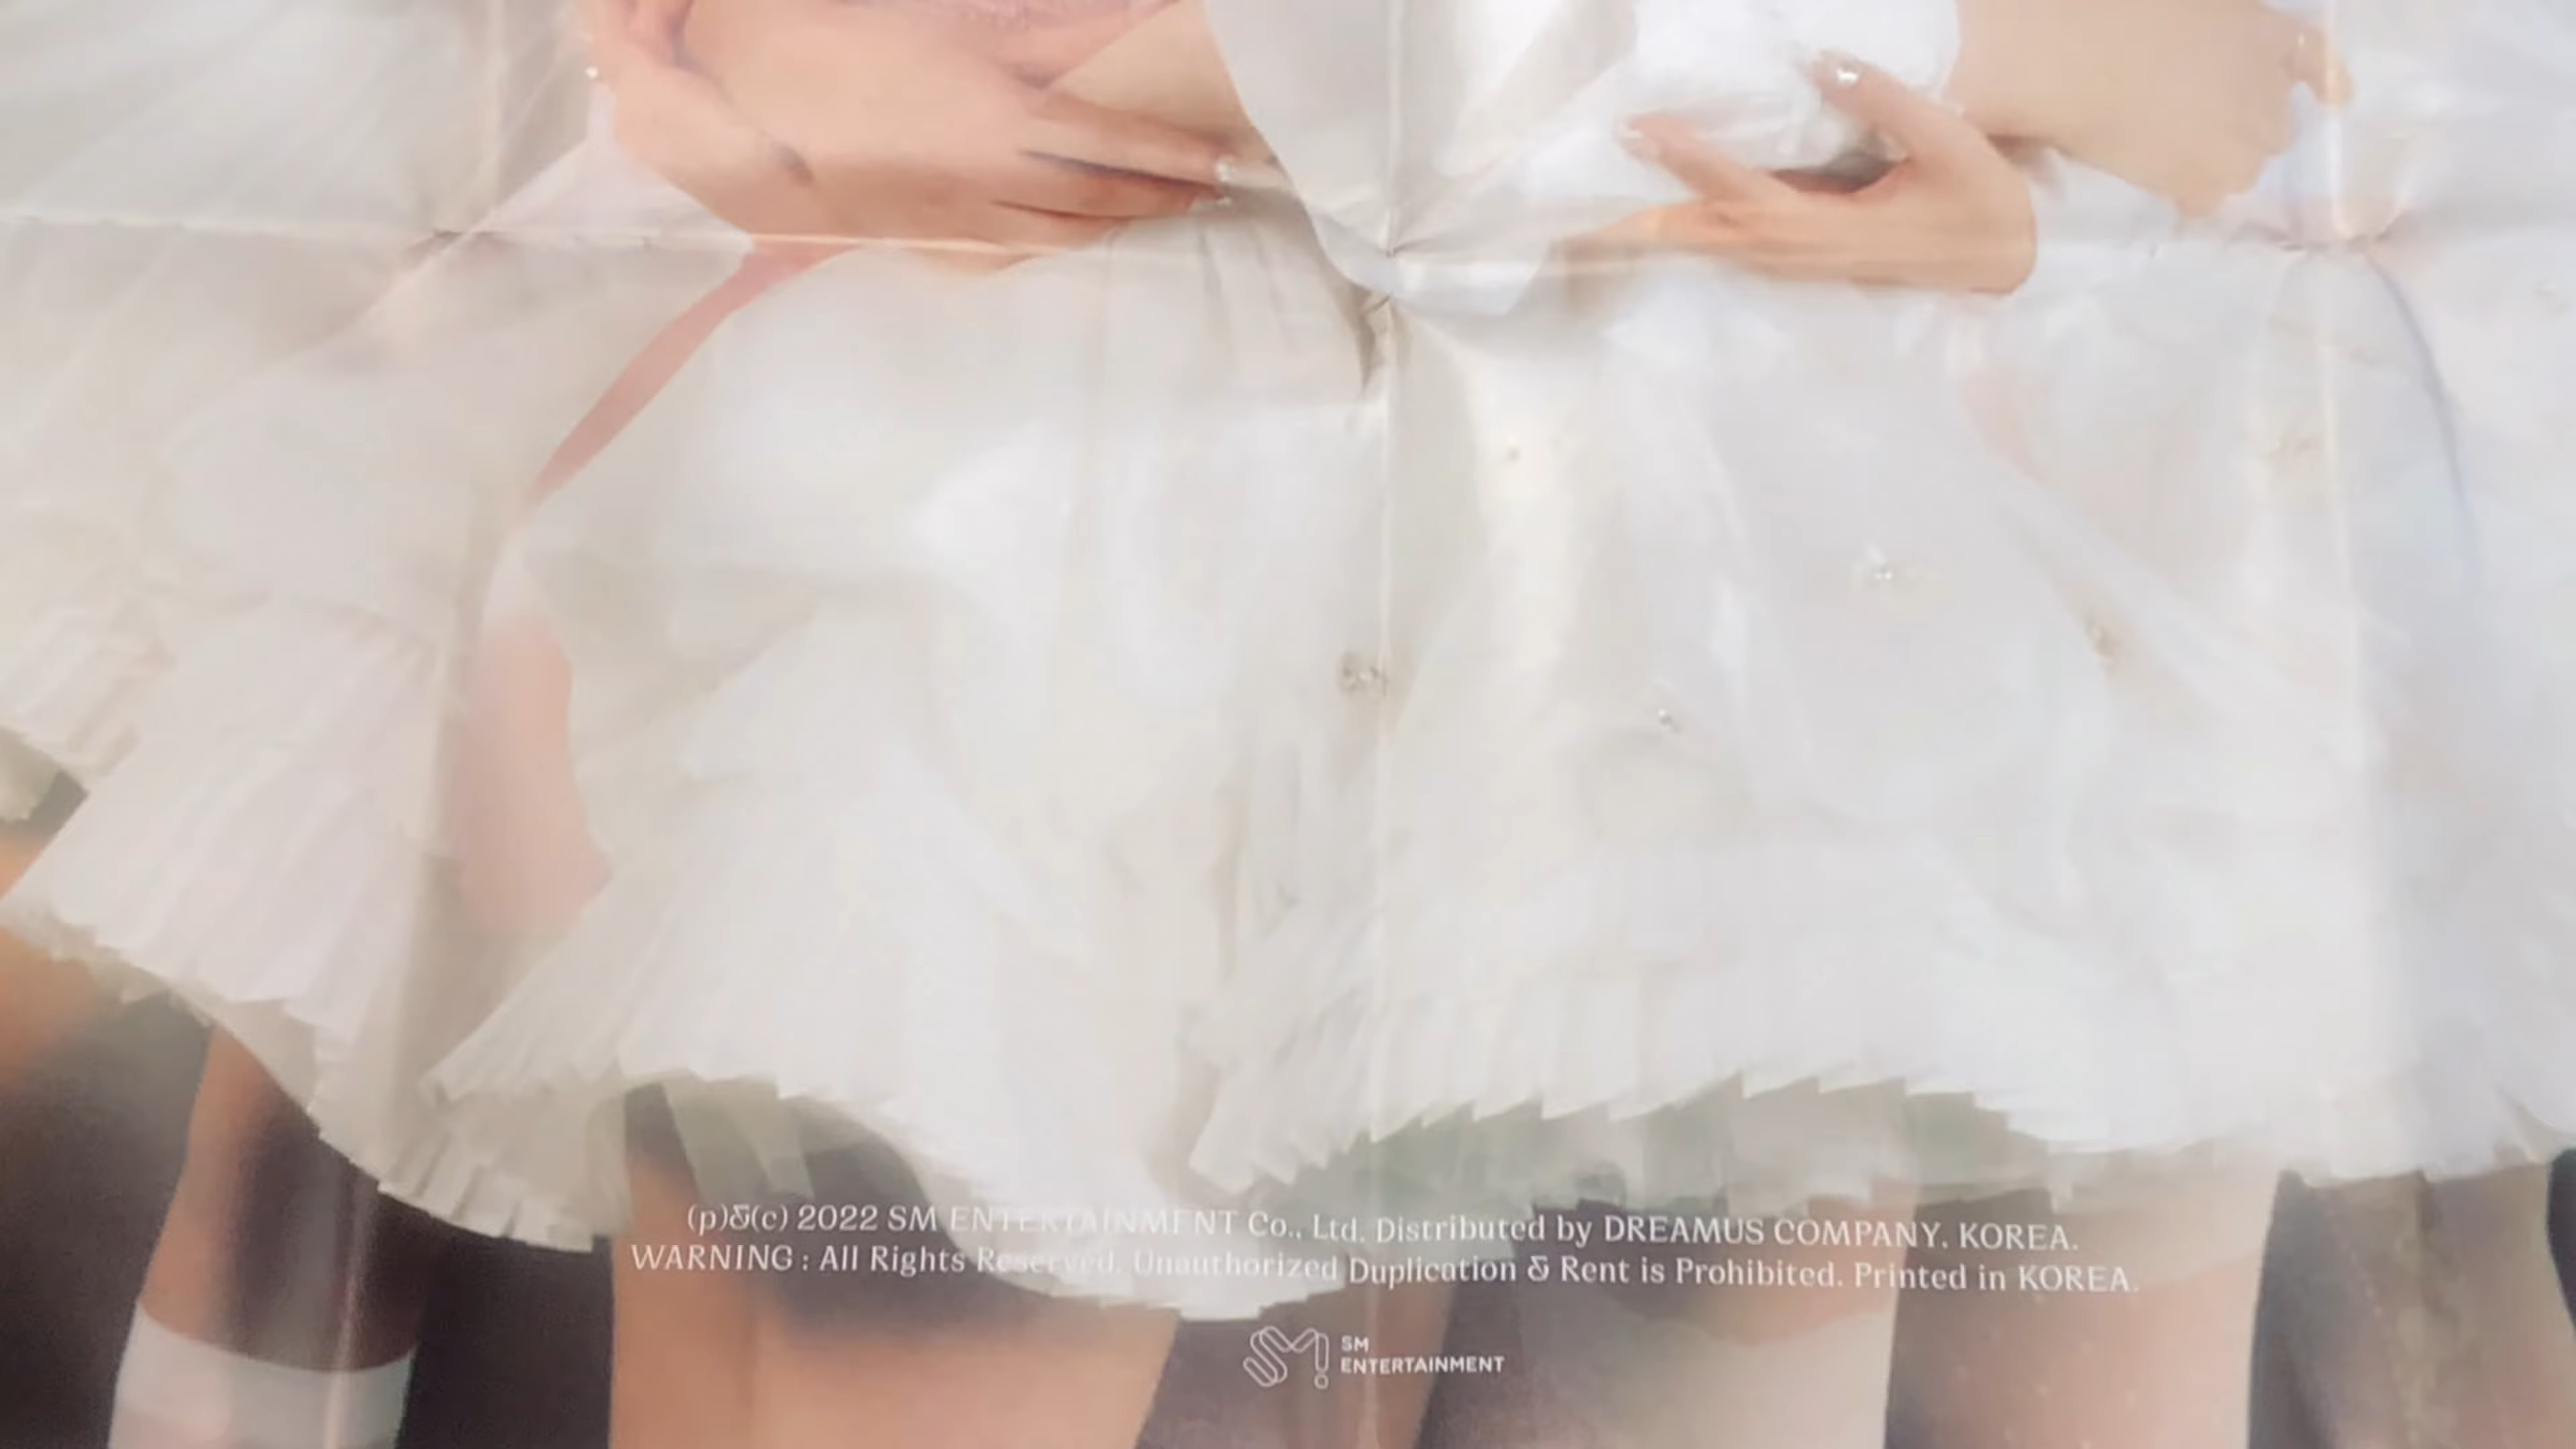 (p)&(c) 2022 SM ENTERTAINMENT Co., Ltd. Distributed by DREAMUS COMPANY. KOREA.
WARNING : All Rights Reserved. Unauthorized Duplication & Rent is Prohibited. Printed in KOREA.
SM
ENTERTAINMENT